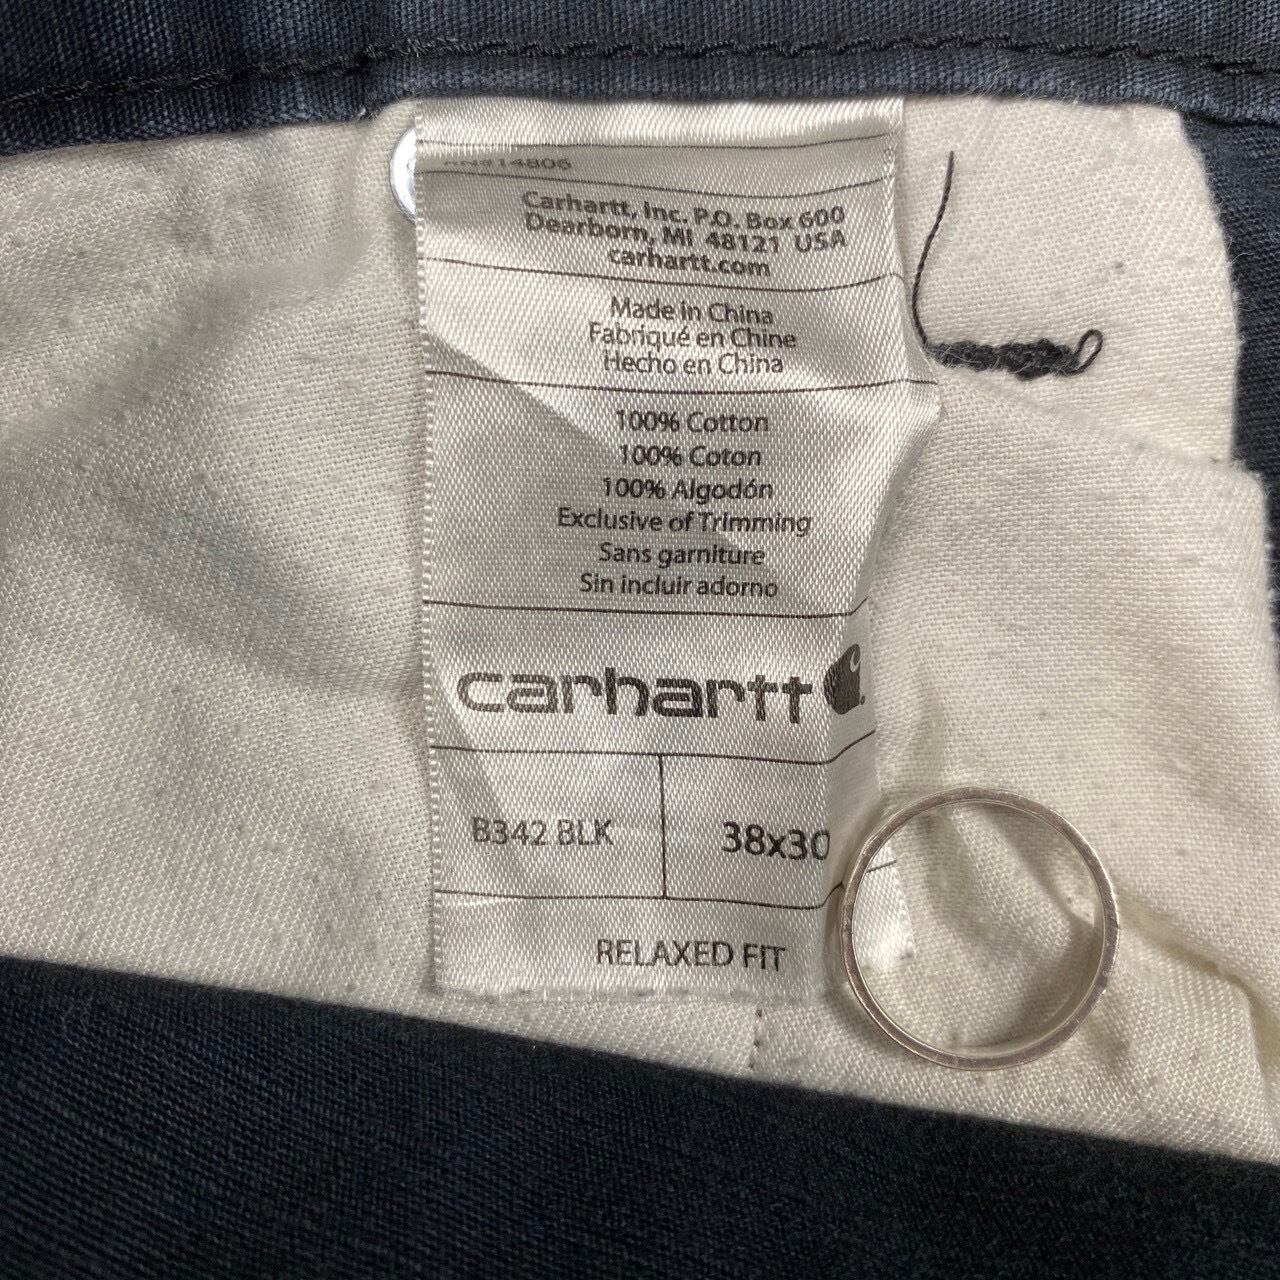 RN#14806
Carhartt, Inc. P.O. Box 600
Dearborn, MI 48121 USA
carhartt.com
Made in China
Fabriqué en Chine
Hecho en China
100% Cotton
100% Coton
100% Algodón
Exclusive of Trimming
Sans garniture
Sin incluir adorno
carhartt
B342 BLK 38x30
RELAXED FIT